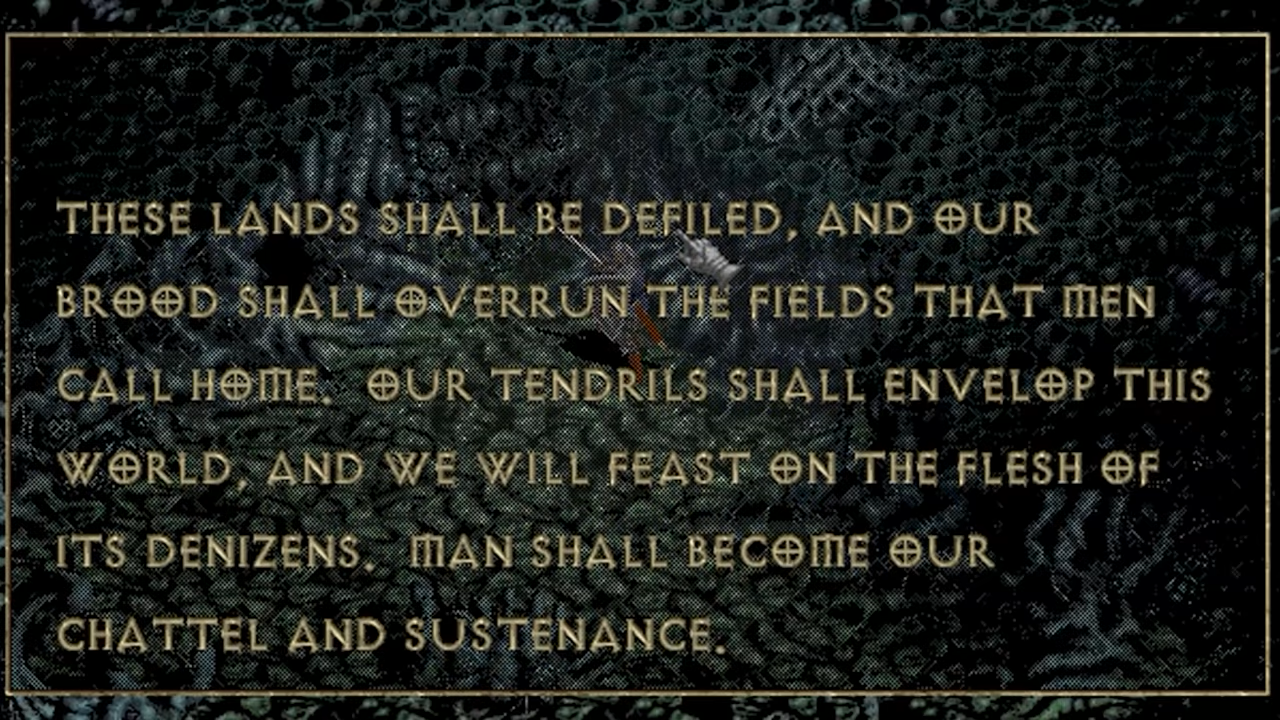 THESE LANDS SHALL BE DEFILED, AND OUR
BROOD SHALL OVERRUN THE FIELDS THAT MEN
CALL HOME. OUR TENDRILS SHALL ENVELOP THIS
WORLD, AND WE WILL FEAST ON THE FLESH OF
ITS DENIZENS. MAN SHALL BECOME OUR
CHATTEL AND SUSTENANCE.